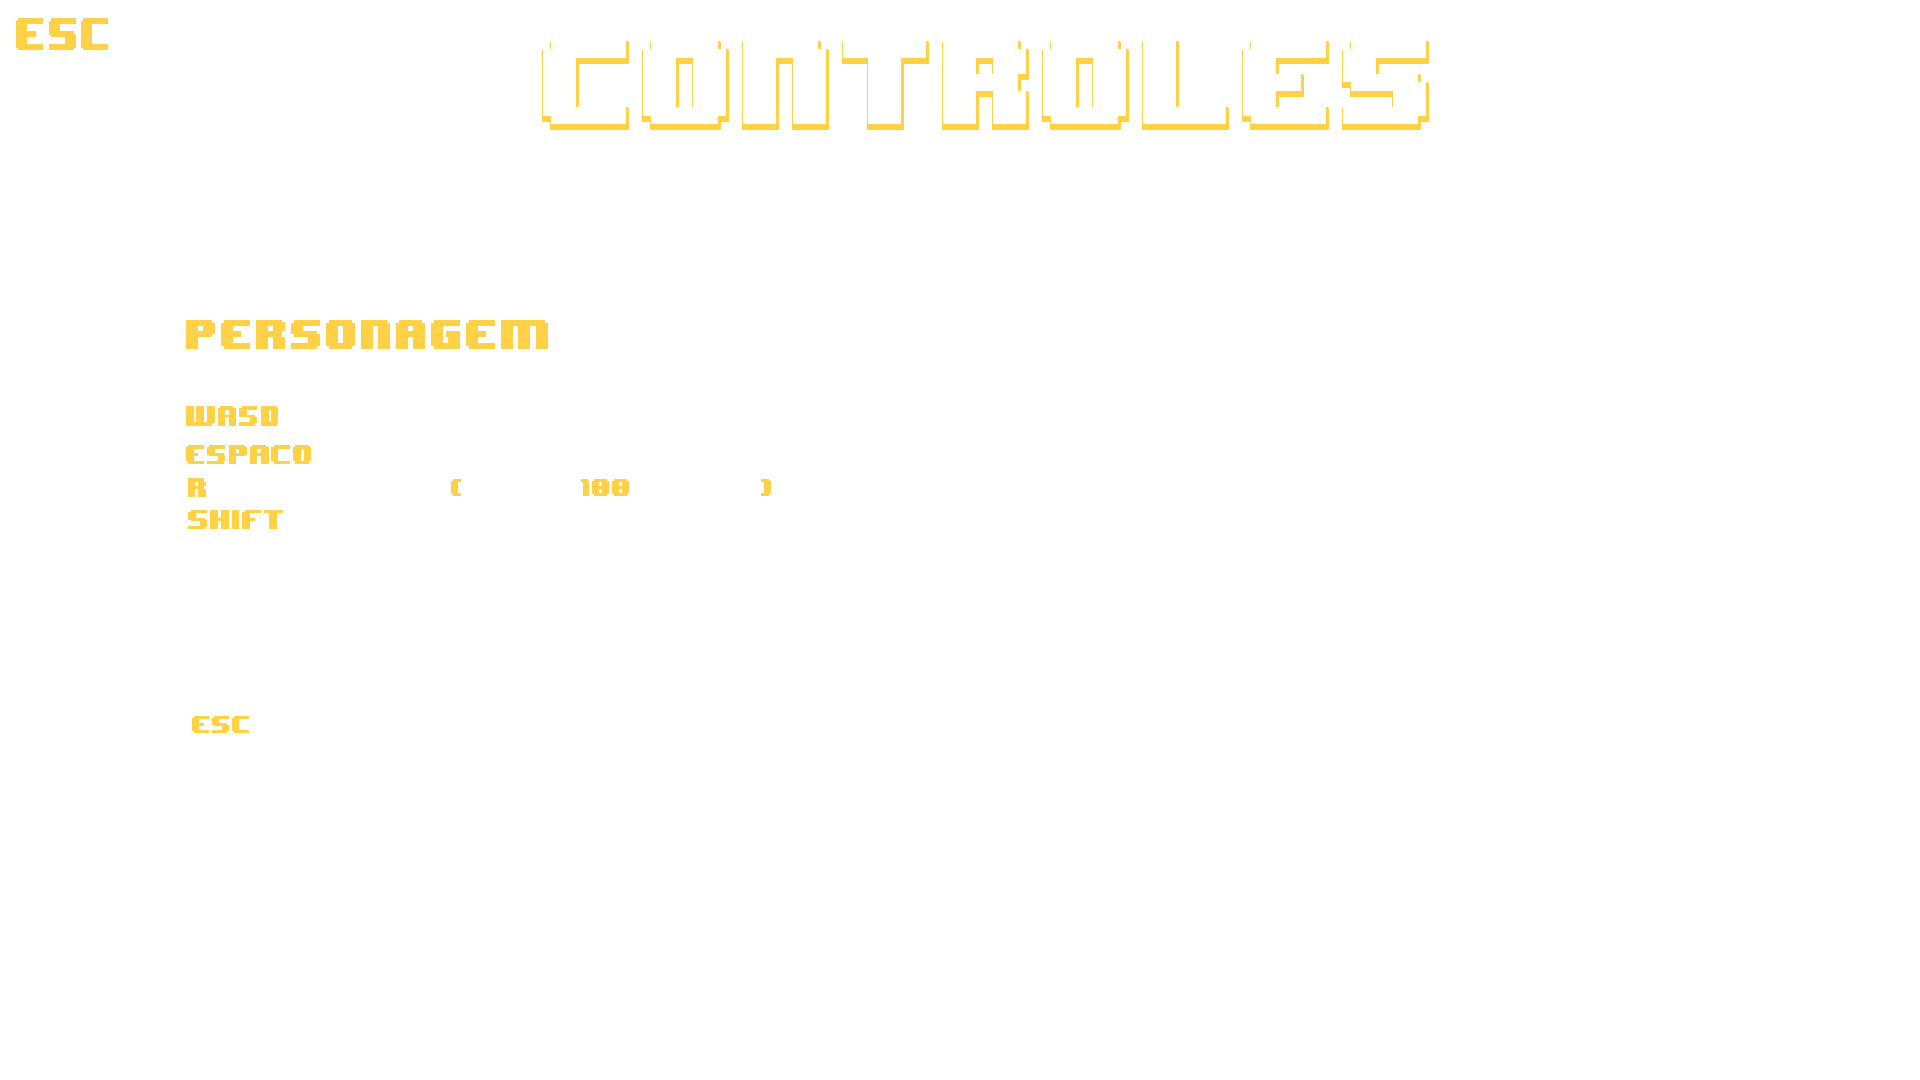 ESC
CONTROLES
PERSONAGEM
WASD
ESPACO
R ( 100 )
SHIFT
ESC